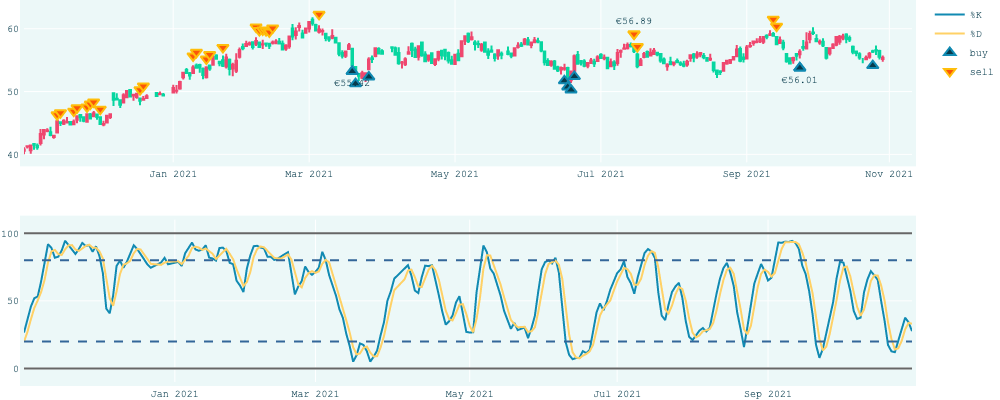 60
50
40
€56.89
€56.01
Jan 2021
Mar 2021
May 2021
Jul 2021
Sep 2021
Nov 2021
%K
%D
buy
sell
100
50
0
Jan 2021
Mar 2021
May 2021
Jul 2021
Sep 2021